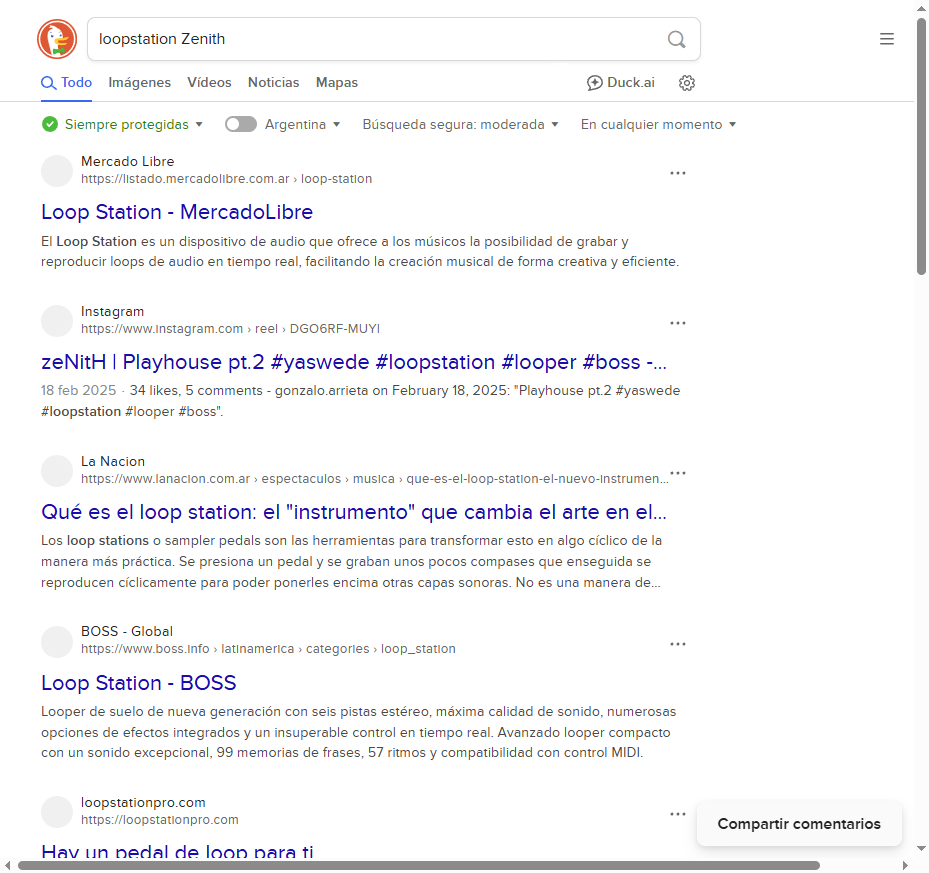 loopstation Zenith
Todo Imágenes Vídeos Noticias Mapas Duck.ai
Siempre protegidas Argentina Búsqueda segura: moderada En cualquier momento
Mercado Libre
https://listado.mercadolibre.com.ar › loop-station
Loop Station - MercadoLibre
El Loop Station es un dispositivo de audio que ofrece a los músicos la posibilidad de grabar y
reproducir loops de audio en tiempo real, facilitando la creación musical de forma creativa y eficiente.
Instagram
https://www.instagram.com › reel › DGO6RF-MUYI
zeNitH | Playhouse pt.2 #yaswede #loopstation #looper #boss -...
18 feb 2025 · 34 likes, 5 comments - gonzalo.arrieta on February 18, 2025: "Playhouse pt.2 #yaswede
#loopstation #looper #boss".
La Nacion
https://www.lanacion.com.ar › espectaculos › musica › que-es-el-loop-station-el-nuevo-instrumen...
Qué es el loop station: el "instrumento" que cambia el arte en el...
Los loop stations o sampler pedals son las herramientas para transformar esto en algo cíclico de la
manera más práctica. Se presiona un pedal y se graban unos pocos compases que enseguida se
reproducen cíclicamente para poder ponerles encima otras capas sonoras. No es una manera de...
BOSS - Global
https://www.boss.info › latinamerica › categories › loop_station
Loop Station - BOSS
Looper de suelo de nueva generación con seis pistas estéreo, máxima calidad de sonido, numerosas
opciones de efectos integrados y un insuperable control en tiempo real. Avanzado looper compacto
con un sonido excepcional, 99 memorias de frases, 57 ritmos y compatibilidad con control MIDI.
loopstationpro.com
https://loopstationpro.com
Hay un pedal de loop para ti
Compartir comentarios